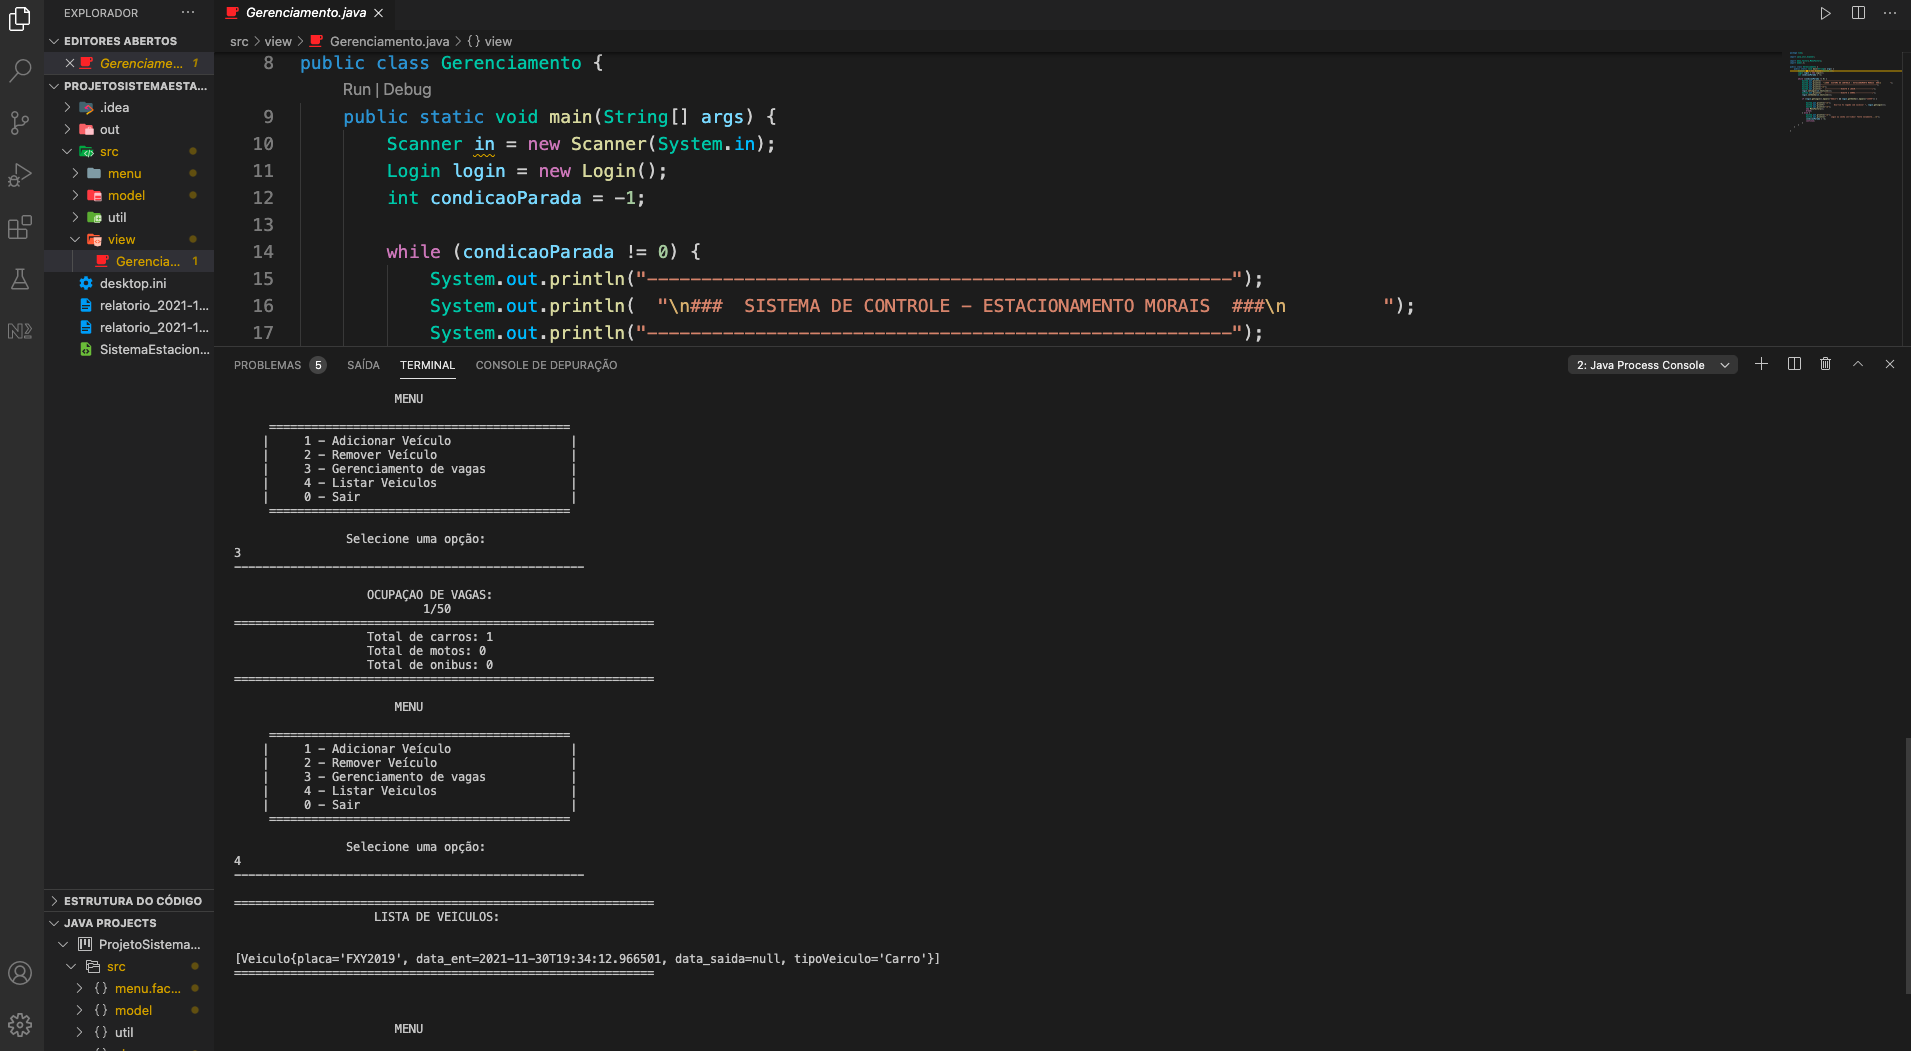 EXPLORADOR
EDITORES ABERTOS
Gerenciame... 1
PROJETOSISTEMAESTA...
.idea
out
src
menu
model
util
view
Gerencia... 1
desktop.ini
relatorio_2021-1...
relatorio_2021-1...
SistemaEstacion...
ESTRUTURA DO CÓDIGO
JAVA PROJECTS
ProjetoSistema...
src
{} menu.fac...
{} model
{} util
Gerenciamento.java
src > view > Gerenciamento.java > {} view
8 public class Gerenciamento {
Run | Debug
9 public static void main(String[] args) {
10 Scanner in = new Scanner(System.in);
11 Login login = new Login();
12 int condicaoParada = -1;
13
14 while (condicaoParada != 0) {
15 System.out.println("------------------------------------------------------");
16 System.out.println( "\n### SISTEMA DE CONTROLE - ESTACIONAMENTO MORAIS ###\n ");
17 System.out.println("------------------------------------------------------");
PROBLEMAS 5 SAÍDA TERMINAL CONSOLE DE DEPURAÇÃO 2: Java Process Console
MENU
===========================================
| 1 - Adicionar Veículo |
| 2 - Remover Veículo |
| 3 - Gerenciamento de vagas |
| 4 - Listar Veiculos |
| 0 - Sair |
===========================================
Selecione uma opção:
3
--------------------------------------------------
OCUPAÇAO DE VAGAS:
1/50
============================================================
Total de carros: 1
Total de motos: 0
Total de onibus: 0
============================================================
MENU
===========================================
| 1 - Adicionar Veículo |
| 2 - Remover Veículo |
| 3 - Gerenciamento de vagas |
| 4 - Listar Veiculos |
| 0 - Sair |
===========================================
Selecione uma opção:
4
--------------------------------------------------
============================================================
LISTA DE VEICULOS:
[Veiculo{placa='FXY2019', data_ent=2021-11-30T19:34:12.966501, data_saida=null, tipoVeiculo='Carro'}]
============================================================
MENU